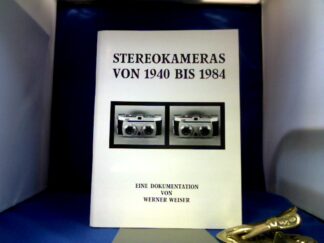 STEREOKAMERAS
VON 1940 BIS 1984
EINE DOKUMENTATION
VON
WERNER WEISER